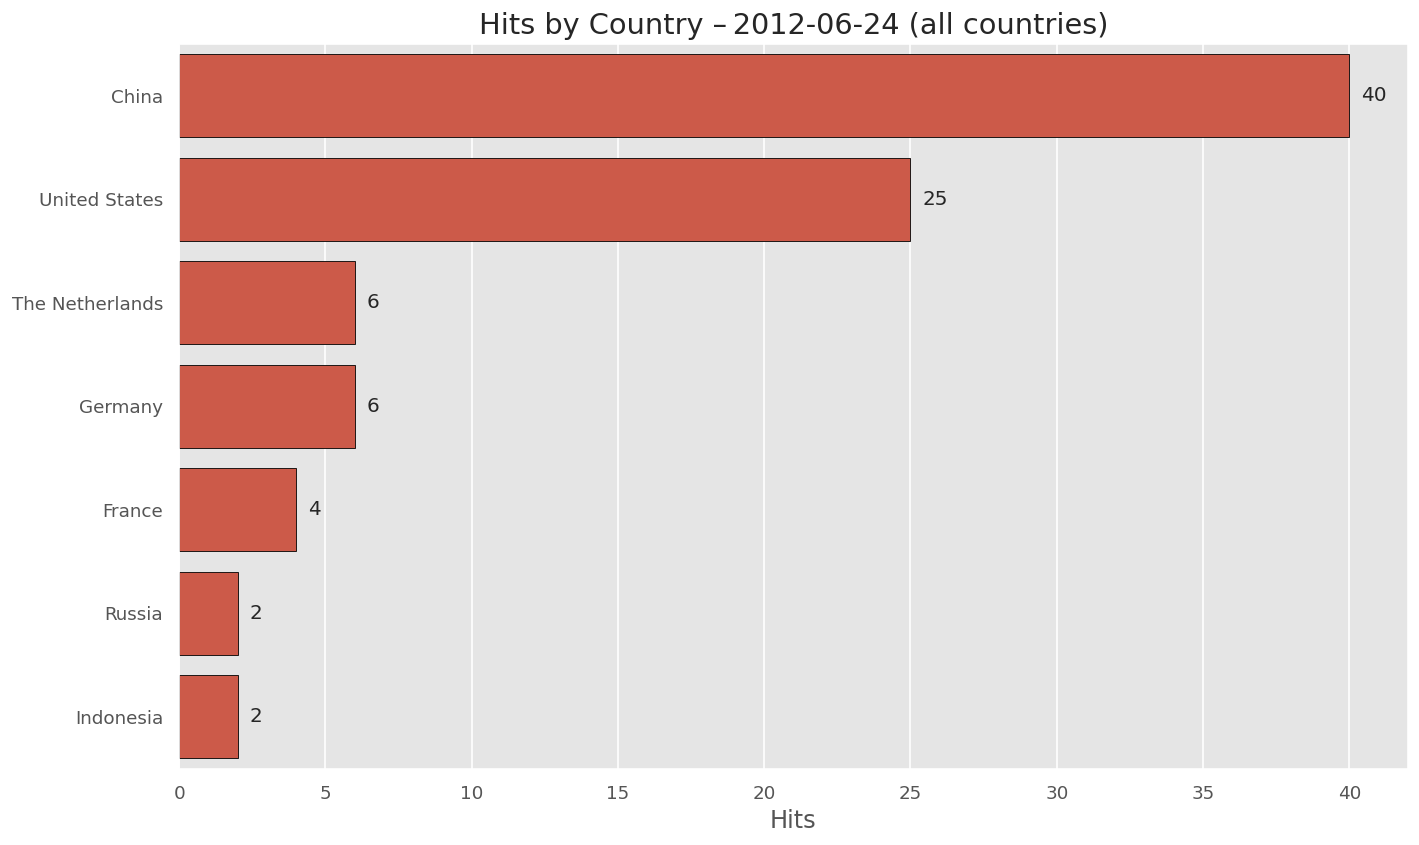 Hits by Country – 2012-06-24 (all countries)
China
40
United States
25
The Netherlands
6
Germany
6
France
4
Russia
2
Indonesia
2
0 5 10 15 20 25 30 35 40
Hits